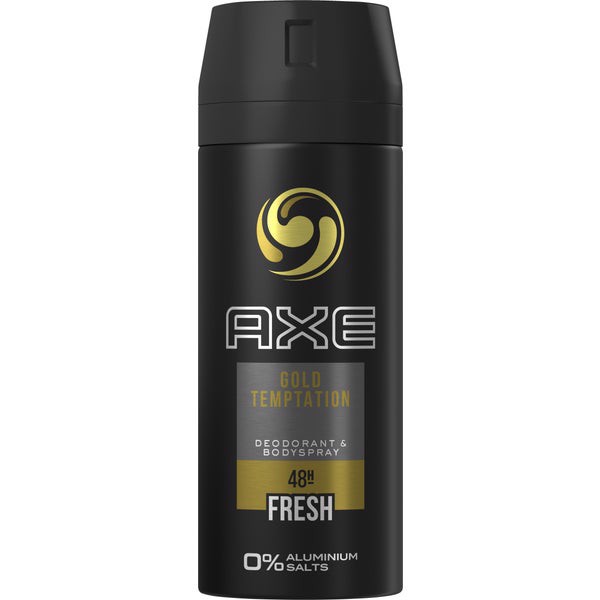 AXE
GOLD
TEMPTATION
DEODORANT &
BODYSPRAY
48H
FRESH
0% ALUMINIUM
SALTS